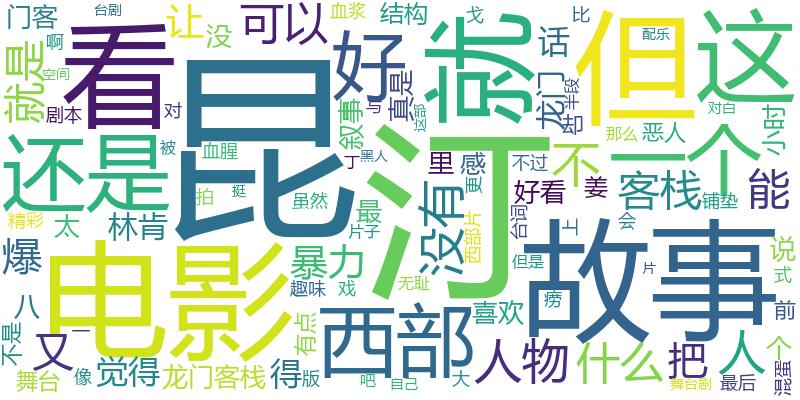 台剧
门客
血浆
结构
戈
比
配乐
让
没
可以
好
就
但
这
啊
空间
就是
看
昆
真是
话
龙门
半段
对白
小时
剧本
对
叙事
与
这部
那么
恶人
还是
被
血腥
汀
丁
黑人
里
感
不过
不
一个
拍
挺
虽然
最
没有
更
好看
姜
客栈
铺垫
能
精彩
太
林肯
片子
西部片
台词
上
会
爆
电影
暴力
无耻
但是
故事
片
说
式
八
趣味
戏
西部
喜欢
痨
前
不是
又
一
有点
人物
什么
把
人
个
舞台
像
觉得
龙门客栈
得
版
吧
自己
大
舞台剧
最后
混蛋